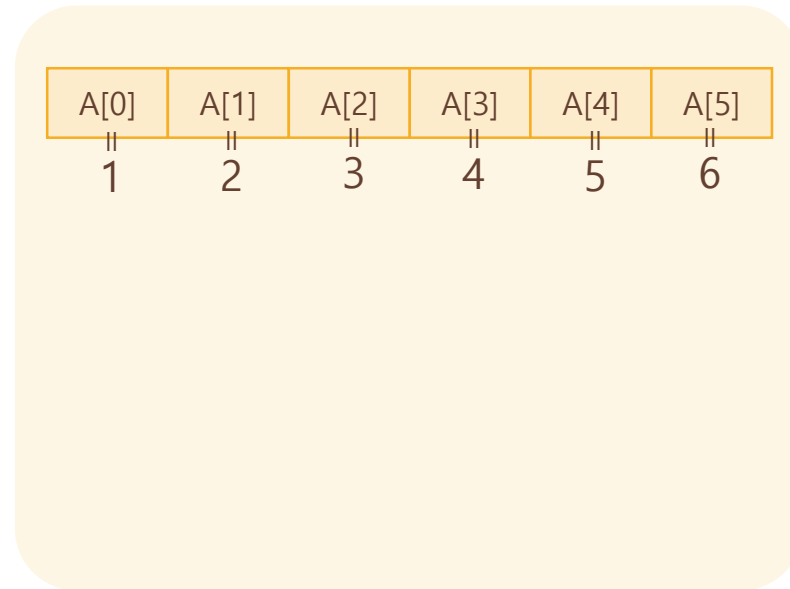 A[0] A[1] A[2] A[3] A[4] A[5]
= = = = = =
1 2 3 4 5 6